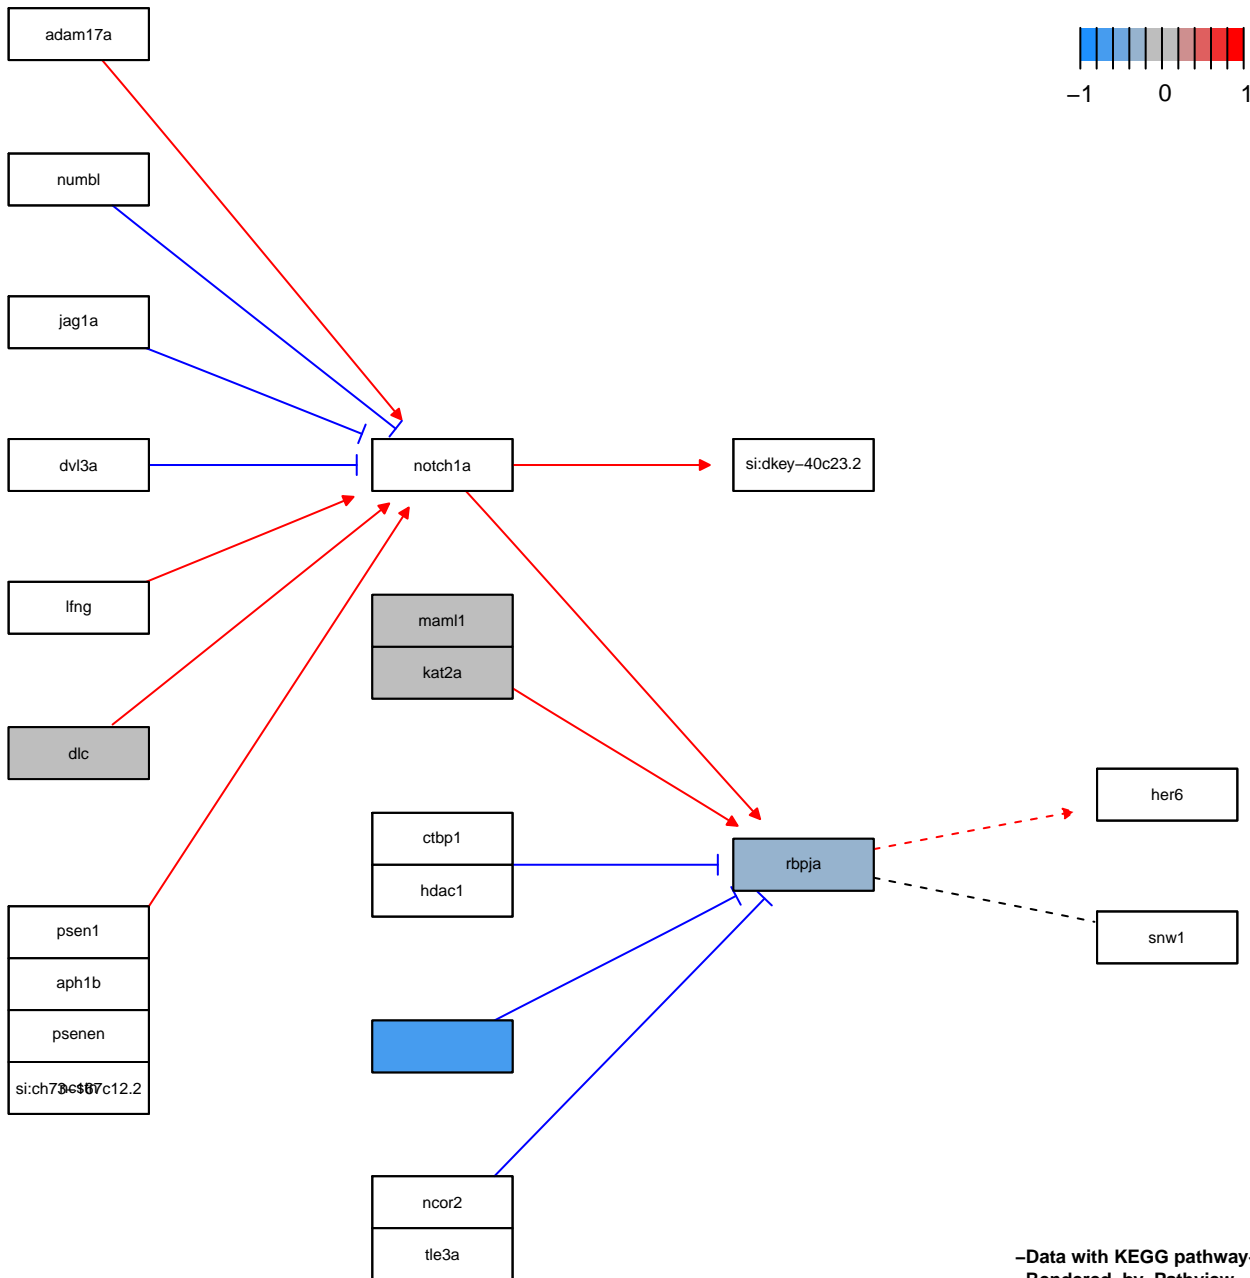 adam17a
−1 0 1
numbl
jag1a
dvl3a
notch1a
si:dkey−40c23.2
lfng
maml1
kat2a
dlc
her6
ctbp1
rbpja
hdac1
psen1
snw1
aph1b
psenen
ncor2
tle3a
−Data with KEGG pathway−